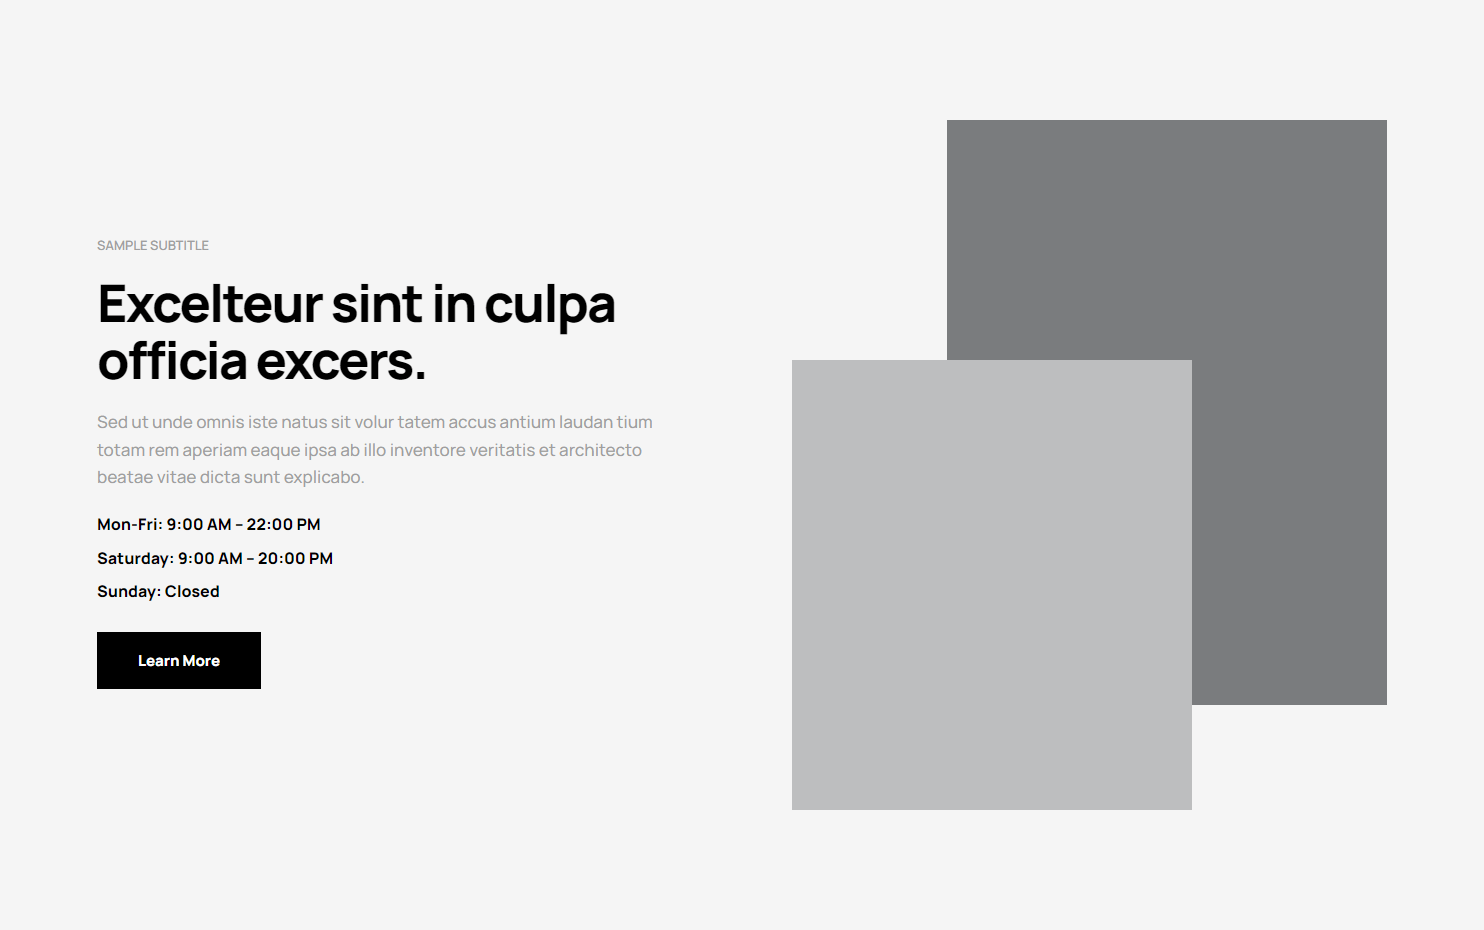 SAMPLE SUBTITLE
Excelteur sint in culpa
officia excers.
Sed ut unde omnis iste natus sit volur tatem accus antium laudan tium
totam rem aperiam eaque ipsa ab illo inventore veritatis et architecto
beatae vitae dicta sunt explicabo.
Mon-Fri: 9:00 AM – 22:00 PM
Saturday: 9:00 AM – 20:00 PM
Sunday: Closed
Learn More